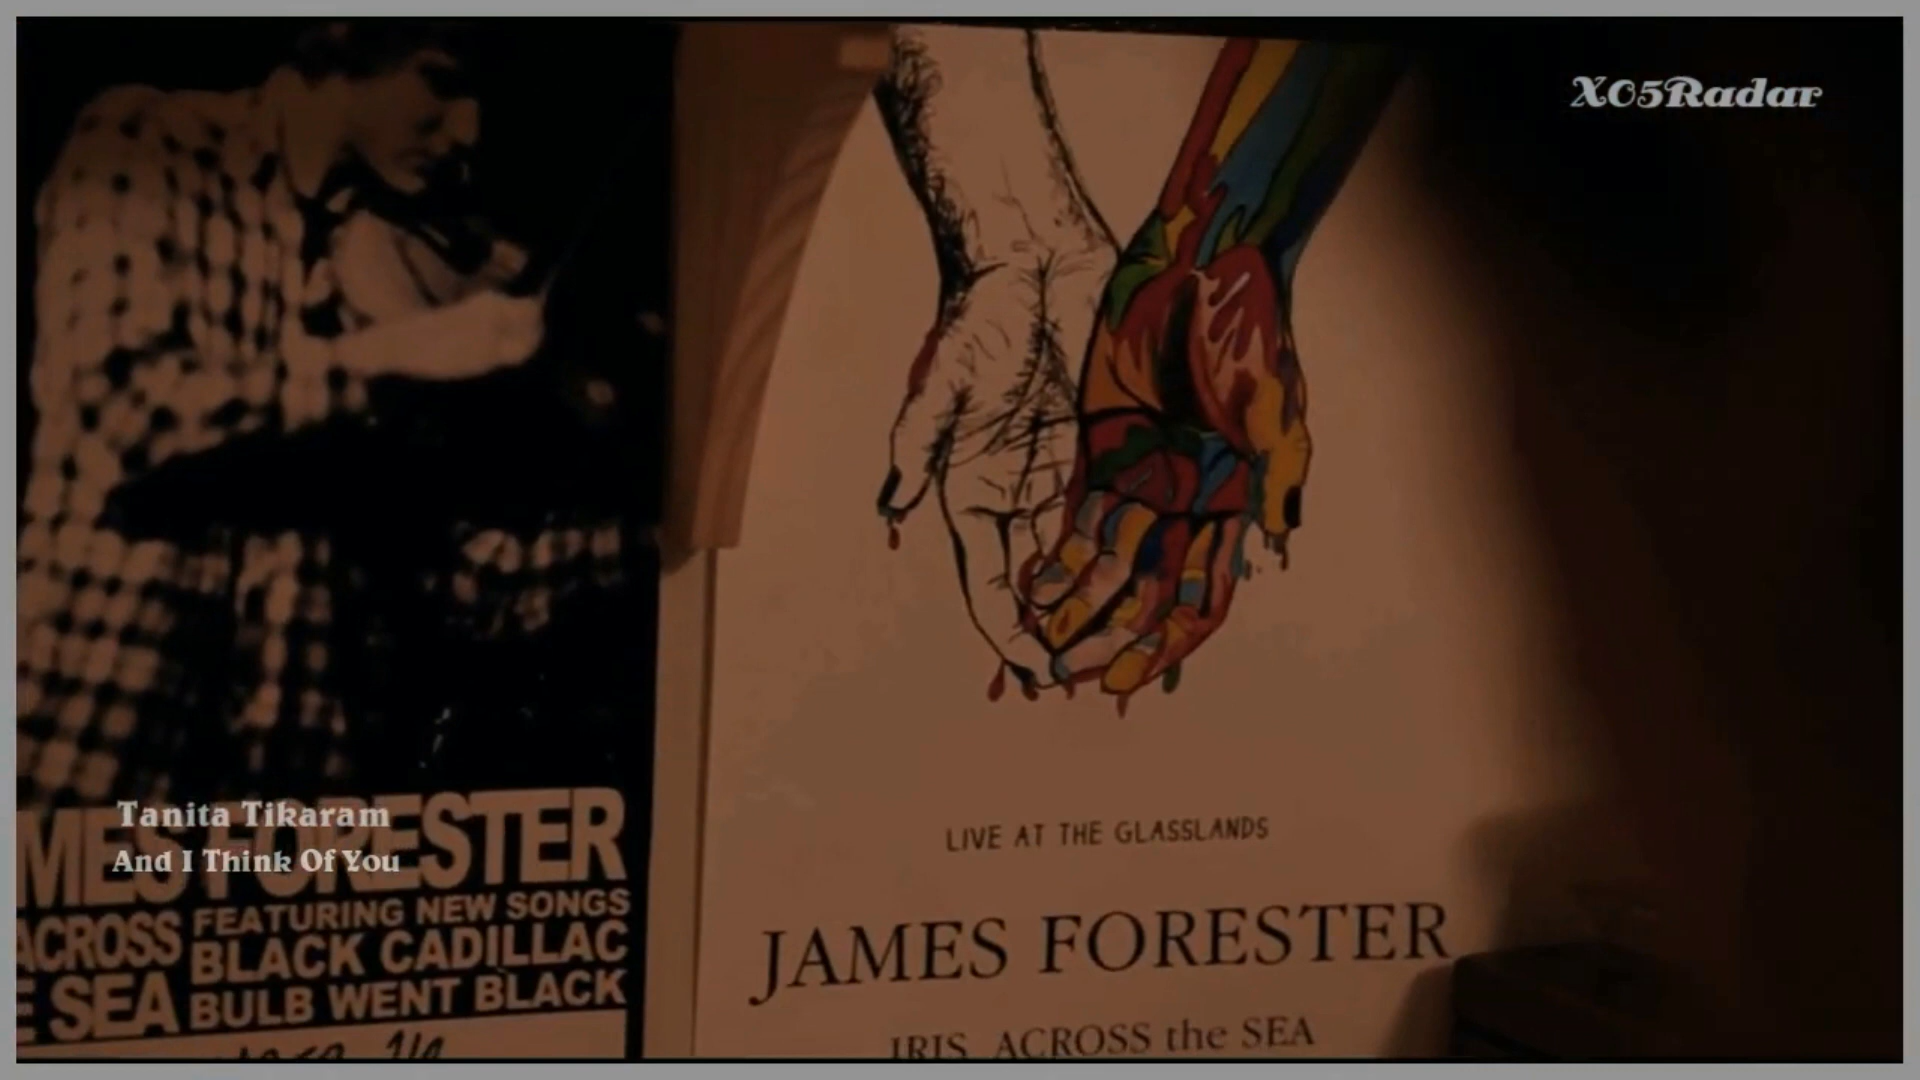 XO5Radar
Tanita Tikaram
And I Think Of You
MES FORESTER
ACROSS
SEA
FEATURING NEW SONGS
BLACK CADILLAC
BULB WENT BLACK
LIVE AT THE GLASSLANDS
JAMES FORESTER
IRIS ACROSS the SEA